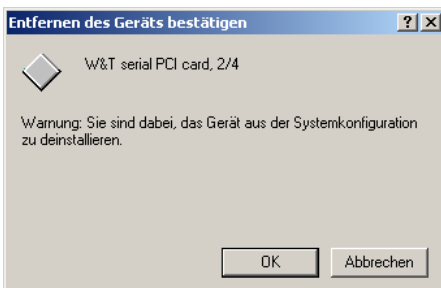 Entfernen des Geräts bestätigen
W&T serial PCI card, 2/4
Warnung: Sie sind dabei, das Gerät aus der Systemkonfiguration
zu deinstallieren.
OK
Abbrechen